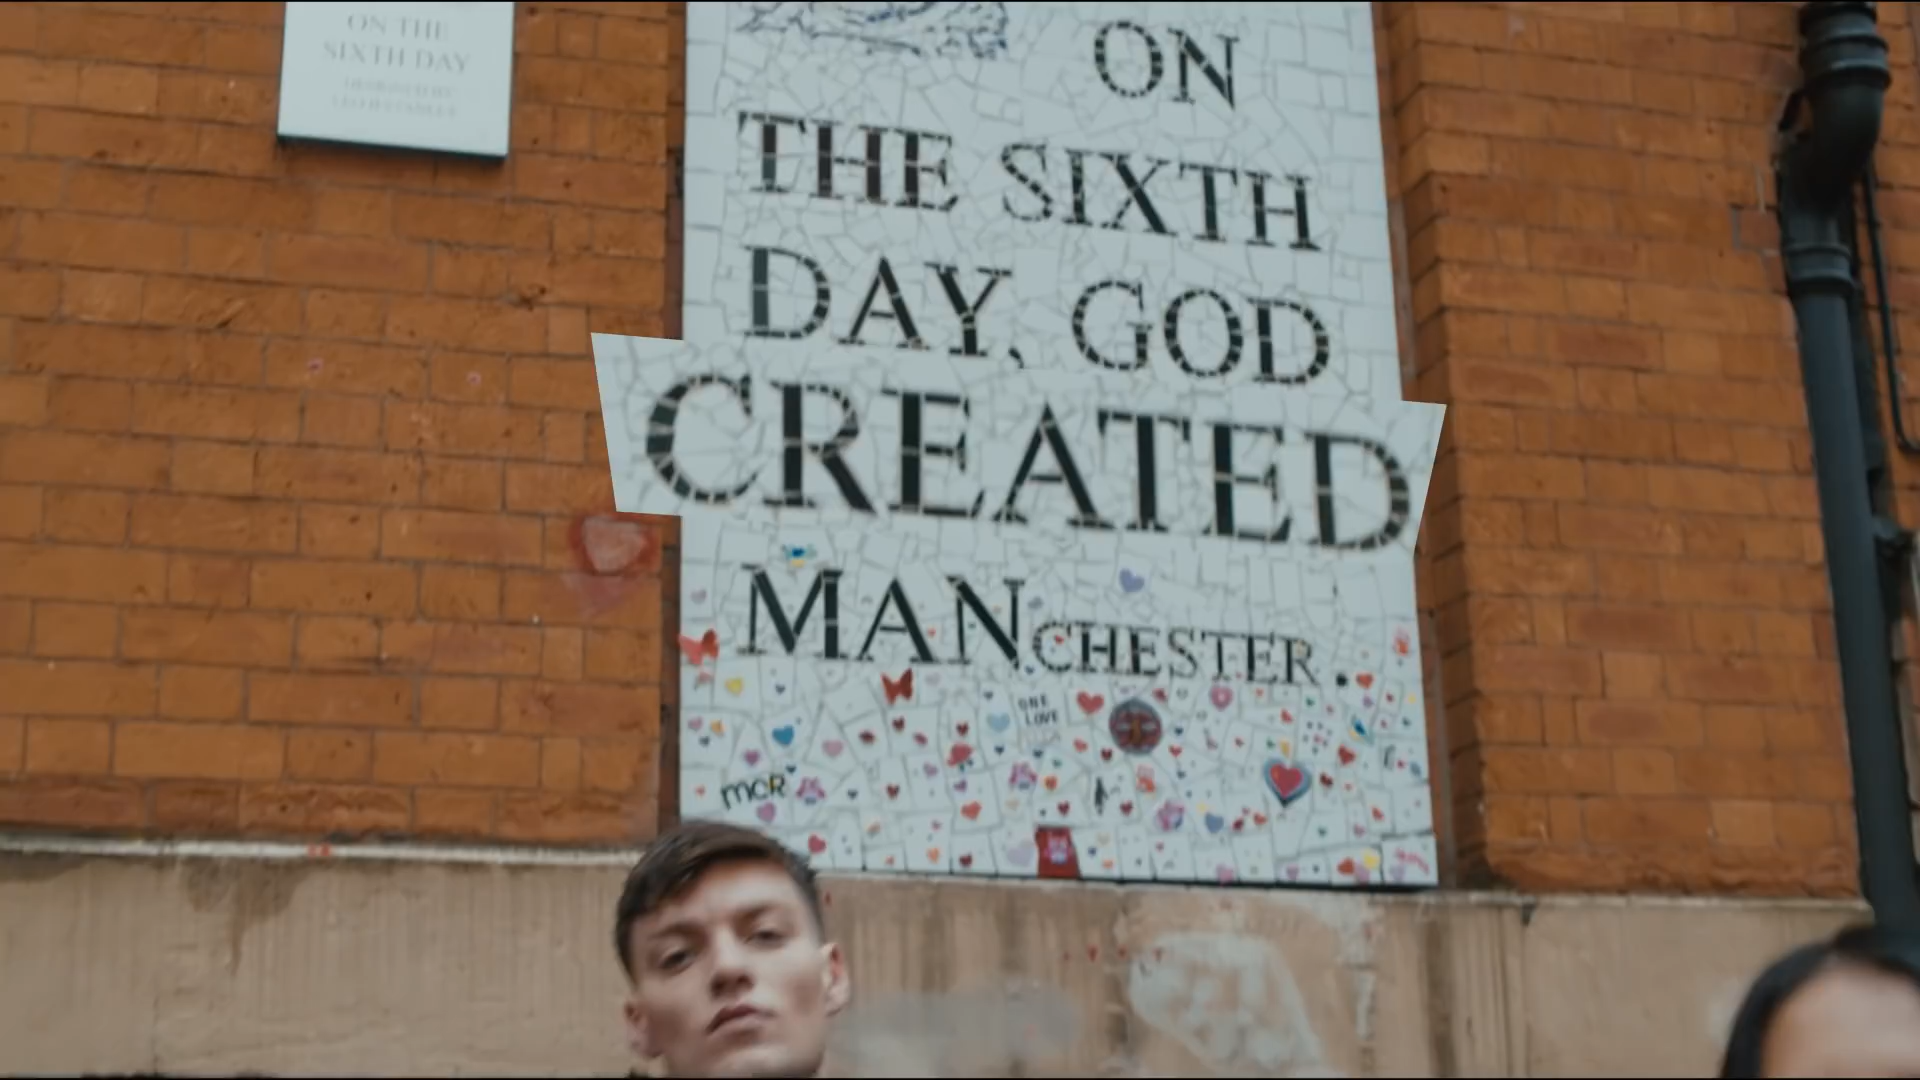 ON THE
SIXTH DAY
ON
THE SIXTH
DAY, GOD
CREATED
MANCHESTER.
ONE
LOVE
mcR